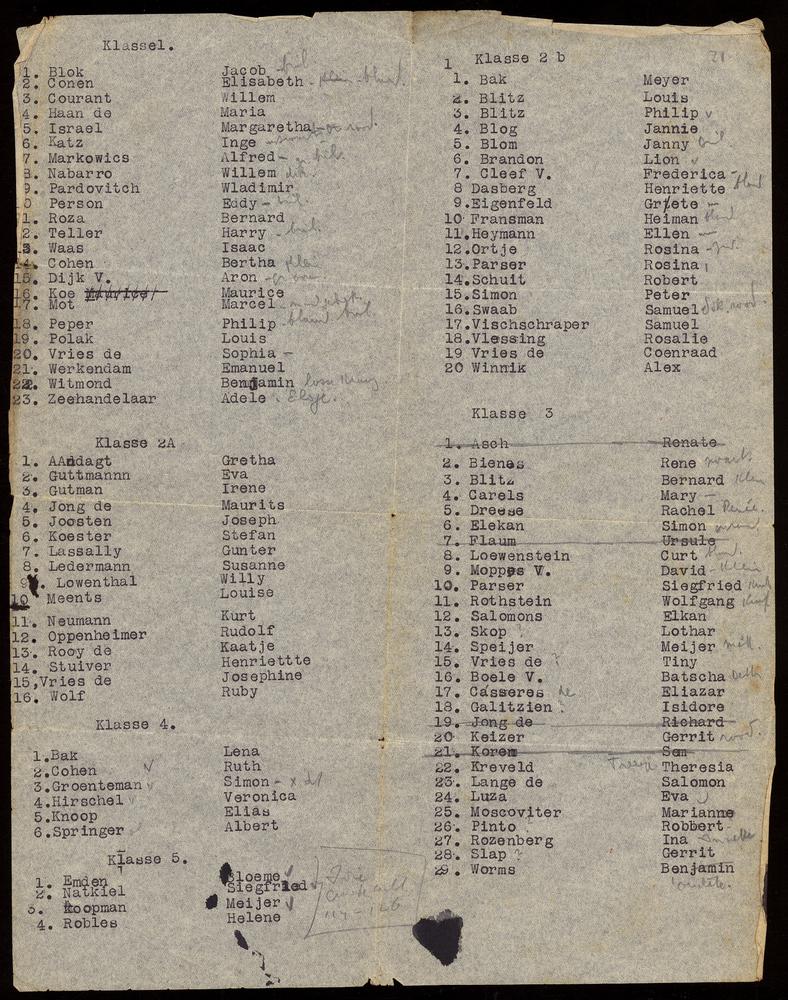 Klassel.
1. Blok Jacob
2. Conen Elisabeth
3. Courant Willem
4. Haan de Maria
5. Israel Margaretha
6. Katz Inge
7. Markowics Alfred
8. Nabarro Willem
9. Pardovitch Wladimir
0 Person Eddy
1. Roza Bernard
2. Teller Harry
3. Waas Isaac
14. Cohen Bertha
15. Dijk V. Aron
16. Koe Maurice
17. Mot Marcel
18. Peper Philip
19. Polak Louis
20. Vries de Sophia
21. Werkendam Emanuel
22. Witmond Benjamin
23. Zeehandelaar Adele
Klasse 2A
1. AAndagt Gretha
2. Guttmannn Eva
3. Gutman Irene
4. Jong de Maurits
5. Joosten Joseph
6. Koester Stefan
7. Lassally Gunter
8. Ledermann Susanne
9. Lowenthal Willy
10 Meents Louise
11. Neumann Kurt
12. Oppenheimer Rudolf
13. Rooy de Kaatje
14. Stuiver Henriettte
15,Vries de Josephine
16. Wolf Ruby
Klasse 4.
1.Bak Lena
2.Cohen Ruth
3.Groenteman Simon
4.Hirschel Veronica
5.Knoop Elias
6.Springer Albert
Klasse 5.
1. Emden Bloeme
2. Natkiel Siegfried
3. Koopman Meijer
4. Robles Helene
1 Klasse 2 b
1. Bak Meyer
2. Blitz Louis
3. Blitz Philip
4. Blog Jannie
5. Blom Janny
6. Brandon Lion
7. Cleef V. Frederica
8 Dasberg Henriette
9.Eigenfeld Grete
10 Fransman Heiman
11.Heymann Ellen
12.Ortje Rosina
13.Parser Rosina
14.Schuit Robert
15.Simon Peter
16.Swaab Samuel
17.Vischschraper Samuel
18.Vlessing Rosalie
19 Vries de Coenraad
20 Winnik Alex
Klasse 3
1. Asch Renate
2. Bienes Rene
3. Blitz Bernard
4. Carels Mary
5. Dreese Rachel Renée.
6. Elekan Simon
7. Flaum Ursule
8. Loewenstein Curt
9. Moppes V. David
10. Parser Siegfried
11. Rothstein Wolfgang
12. Salomons Elkan
13. Skop Lothar
14. Speijer Meijer
15. Vries de ? Tiny
16. Boele V. Batscha
17. Casseres de Eliazar
18. Galitzien Isidore
19. Jong de Richard
20 Keizer Gerrit rood.
21. Korem Sem
22. Kreveld Theresia
23. Lange de Salomon
24. Luza Eva
25. Moscoviter Marianne
26. Pinto Robbert
27. Rozenberg Ina
28. Slap ? Gerrit
29. Worms Benjamin